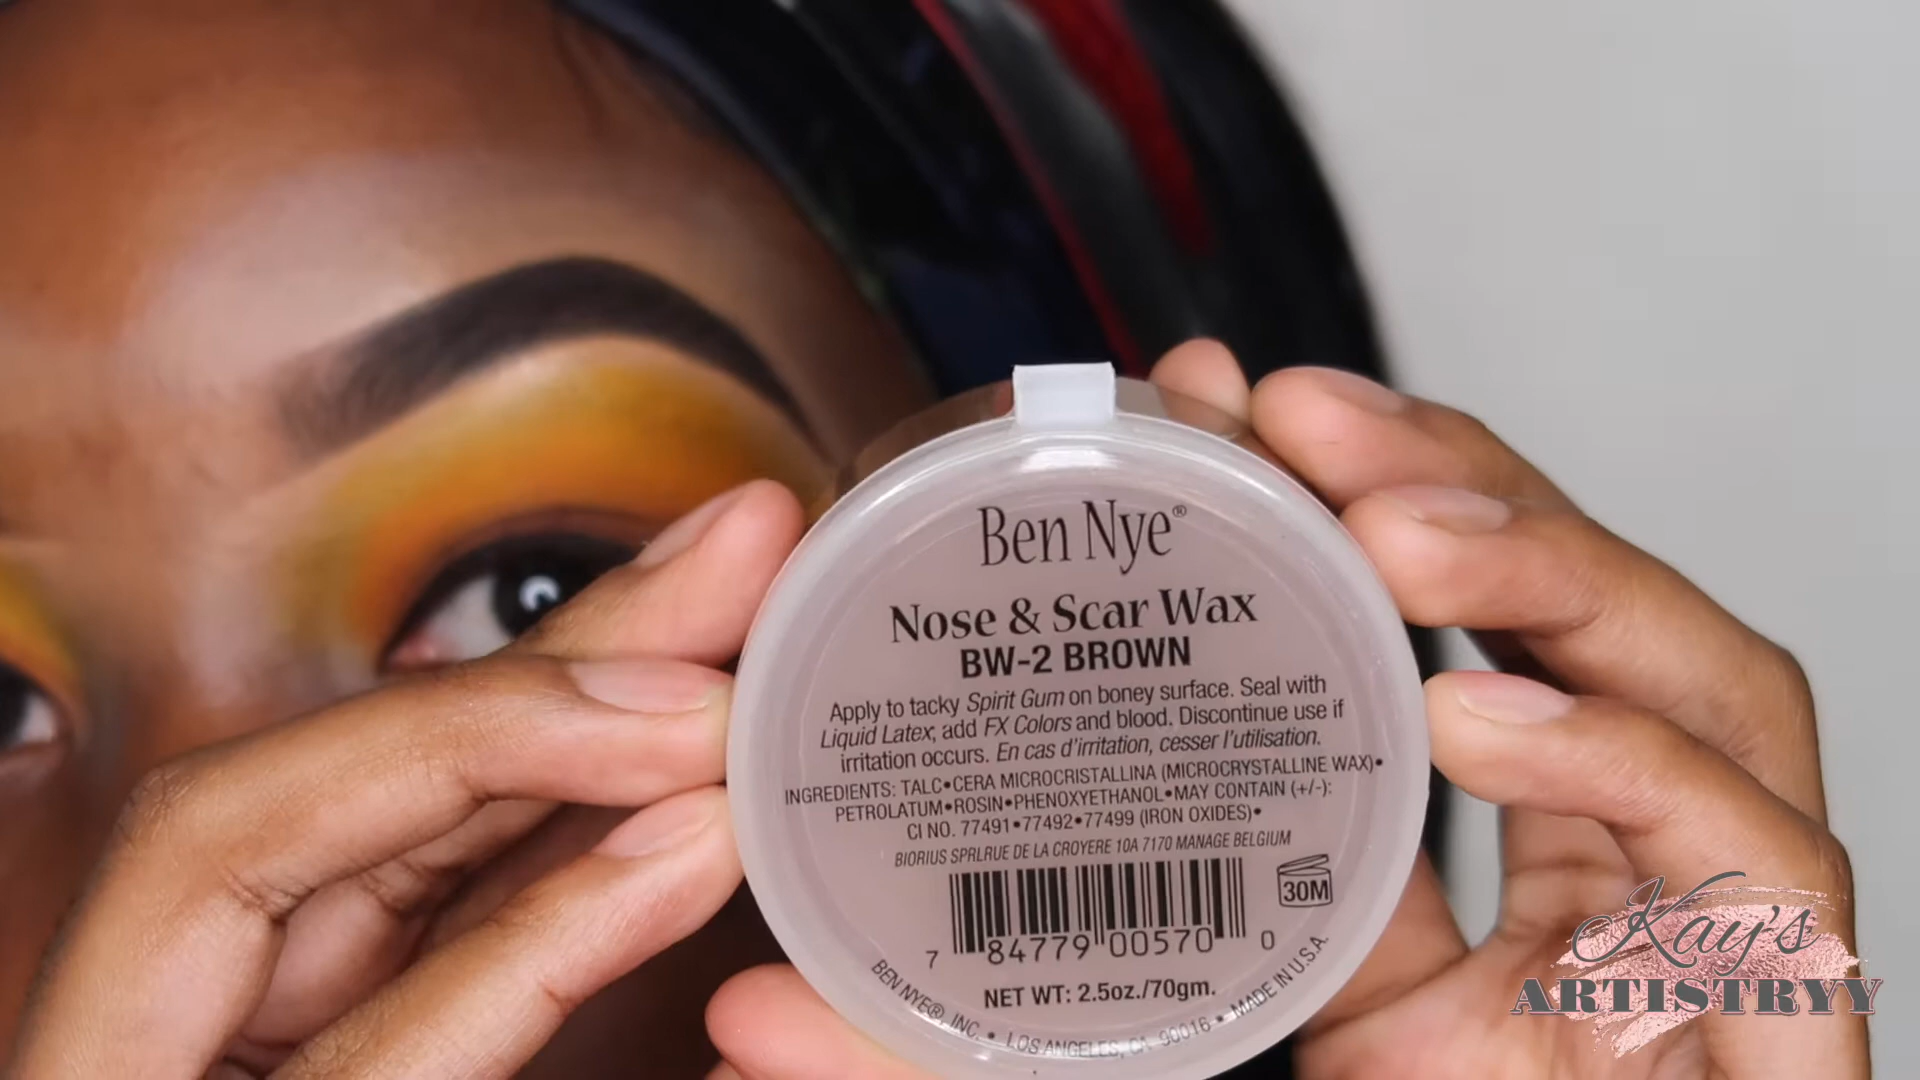 Ben Nye®
Nose & Scar Wax
BW-2 BROWN
Apply to tacky Spirit Gum on boney surface. Seal with
Liquid Latex, add FX Colors and blood. Discontinue use if
irritation occurs. En cas d'irritation, cesser l'utilisation.
INGREDIENTS: TALC•CERA MICROCRISTALLINA (MICROCRYSTALLINE WAX)•
PETROLATUM•ROSIN•PHENOXYETHANOL•MAY CONTAIN (+/-):
CI NO. 77491•77492•77499 (IRON OXIDES)•
BIORIUS SPRLRUE DE LA CROYERE 10A 7170 MANAGE BELGIUM
30M
7 84779 00570 0
NET WT: 2.5oz./70gm.
BEN NYE®, INC. • LOS ANGELES, CA 90016 • MADE IN U.S.A.
Kay's
ARTISTRYY